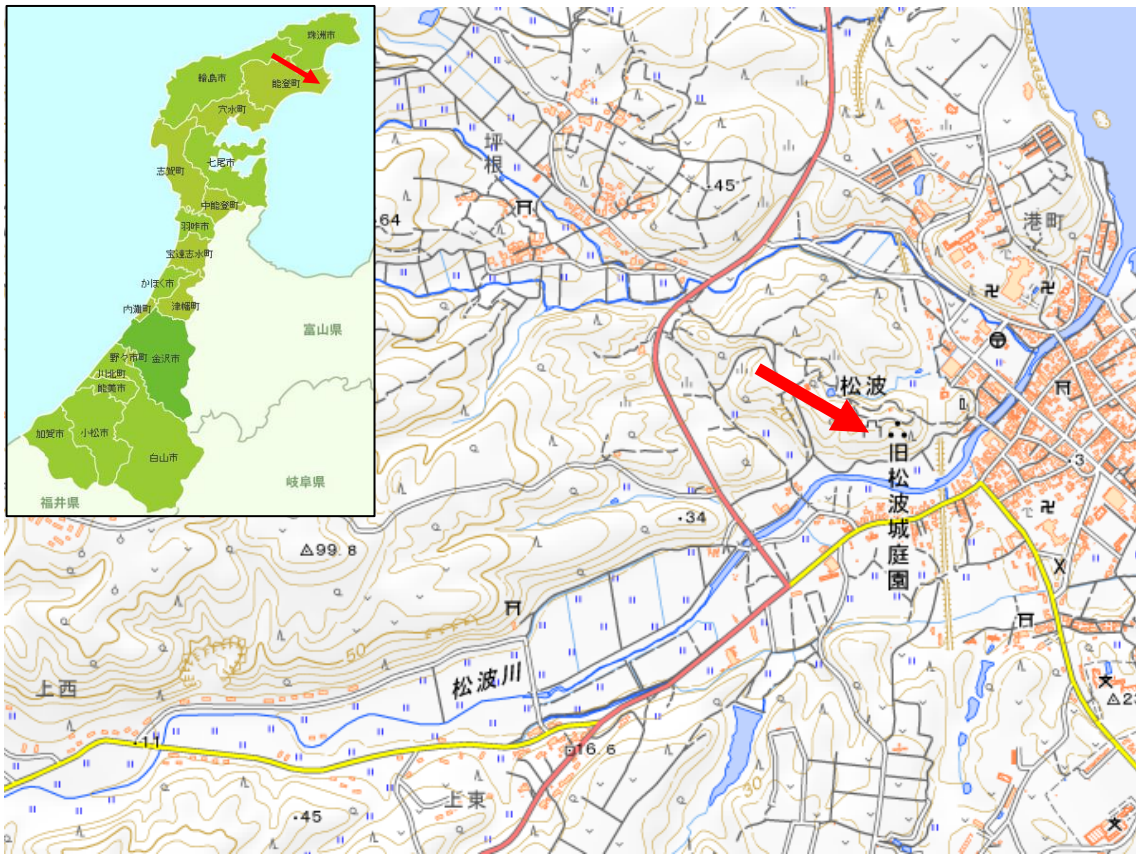 珠洲市
輪島市
能登町
穴水町
七尾市
志賀町
中能登町
羽咋市
宝達志水町
かほく市
内灘町
津幡町
富山県
野々市町
金沢市
川北町
能美市
加賀市
小松市
白山市
岐阜県
福井県
坪根
45
64
港町
松波
旧松波城庭園
3
34
99.8
50
松波川
上西
11
16.6
上東
45
30